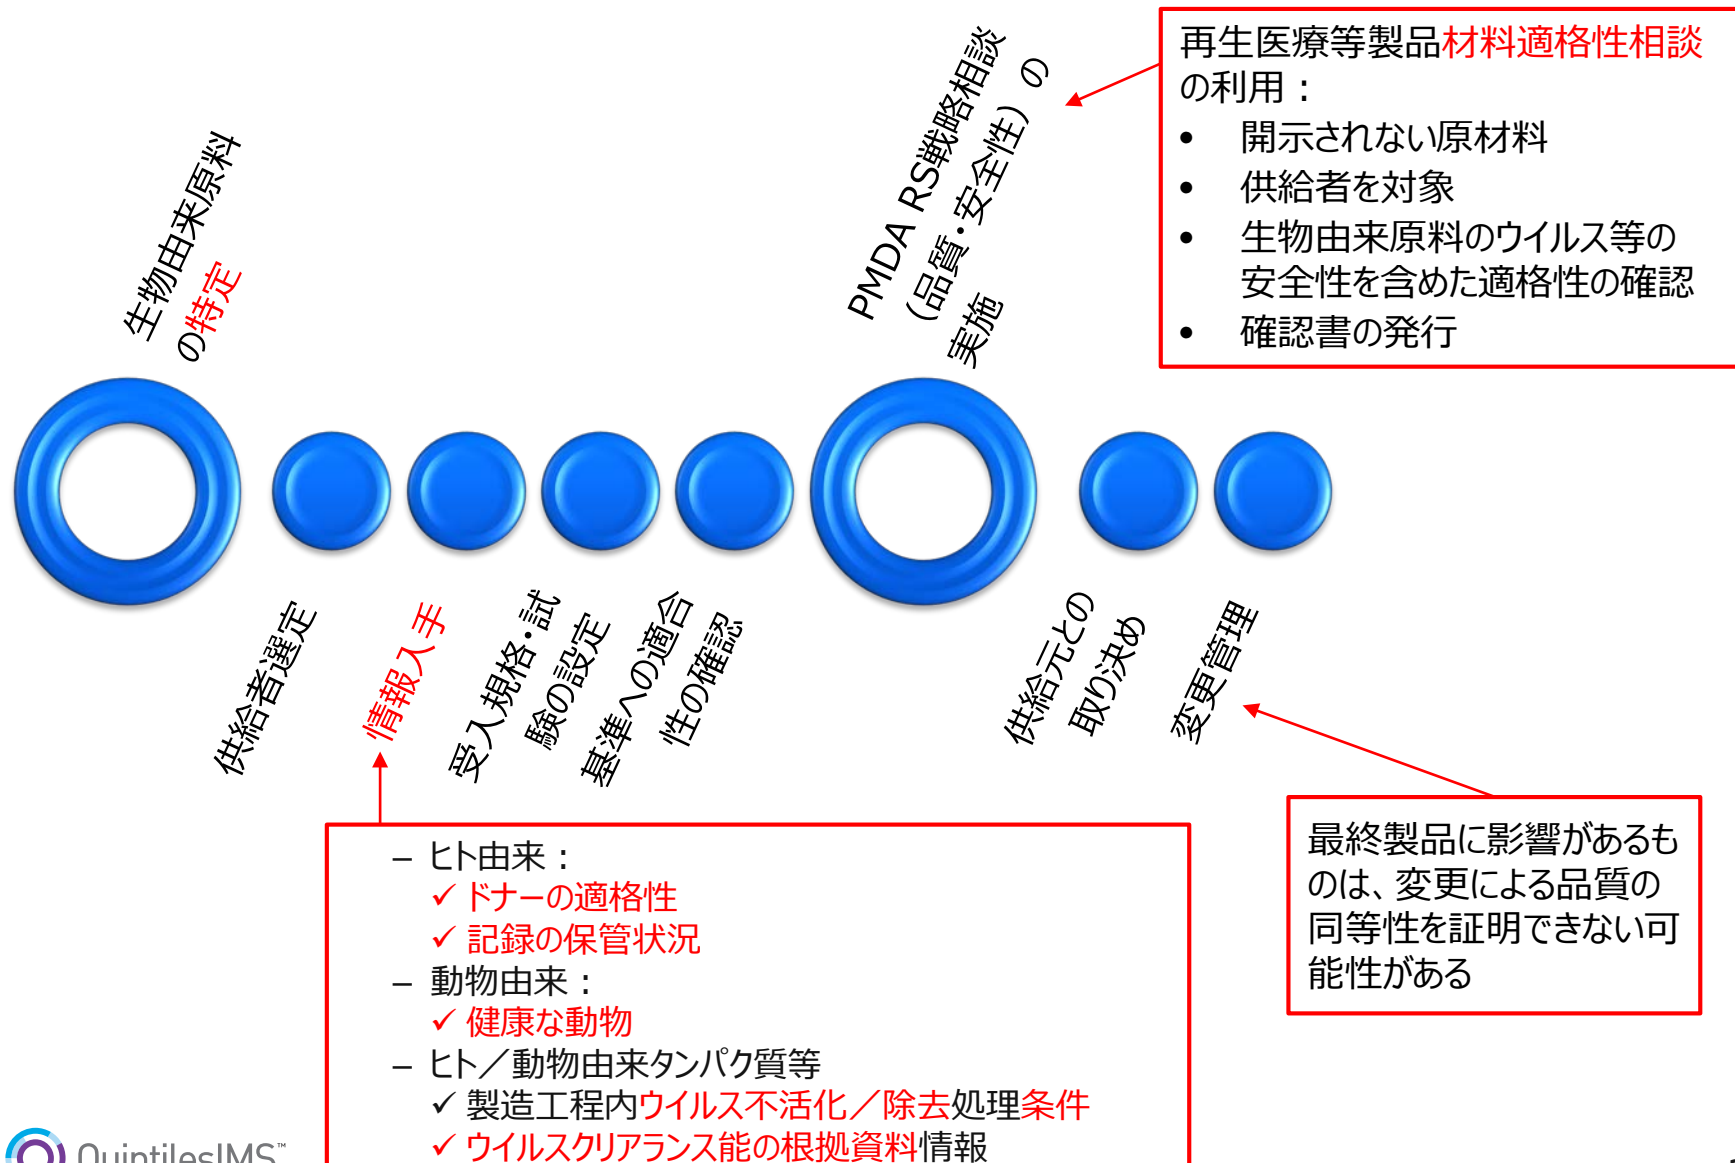 生物由来原料
の特定
PMDA RS戦略相談
（品質・安全性）の
実施
再生医療等製品材料適格性相談
の利用：
• 開示されない原材料
• 供給者を対象
• 生物由来原料のウイルス等の
安全性を含めた適格性の確認
• 確認書の発行
供給者選定
情報入手
受入規格・試
験の設定
基準への適合
性の確認
供給元との
取り決め
変更管理
– ヒト由来：
✓ ドナーの適格性
✓ 記録の保管状況
– 動物由来：
✓ 健康な動物
– ヒト／動物由来タンパク質等
✓ 製造工程内ウイルス不活化／除去処理条件
✓ ウイルスクリアランス能の根拠資料情報
最終製品に影響があるも
のは、変更による品質の
同等性を証明できない可
能性がある
QuintilesIMS™